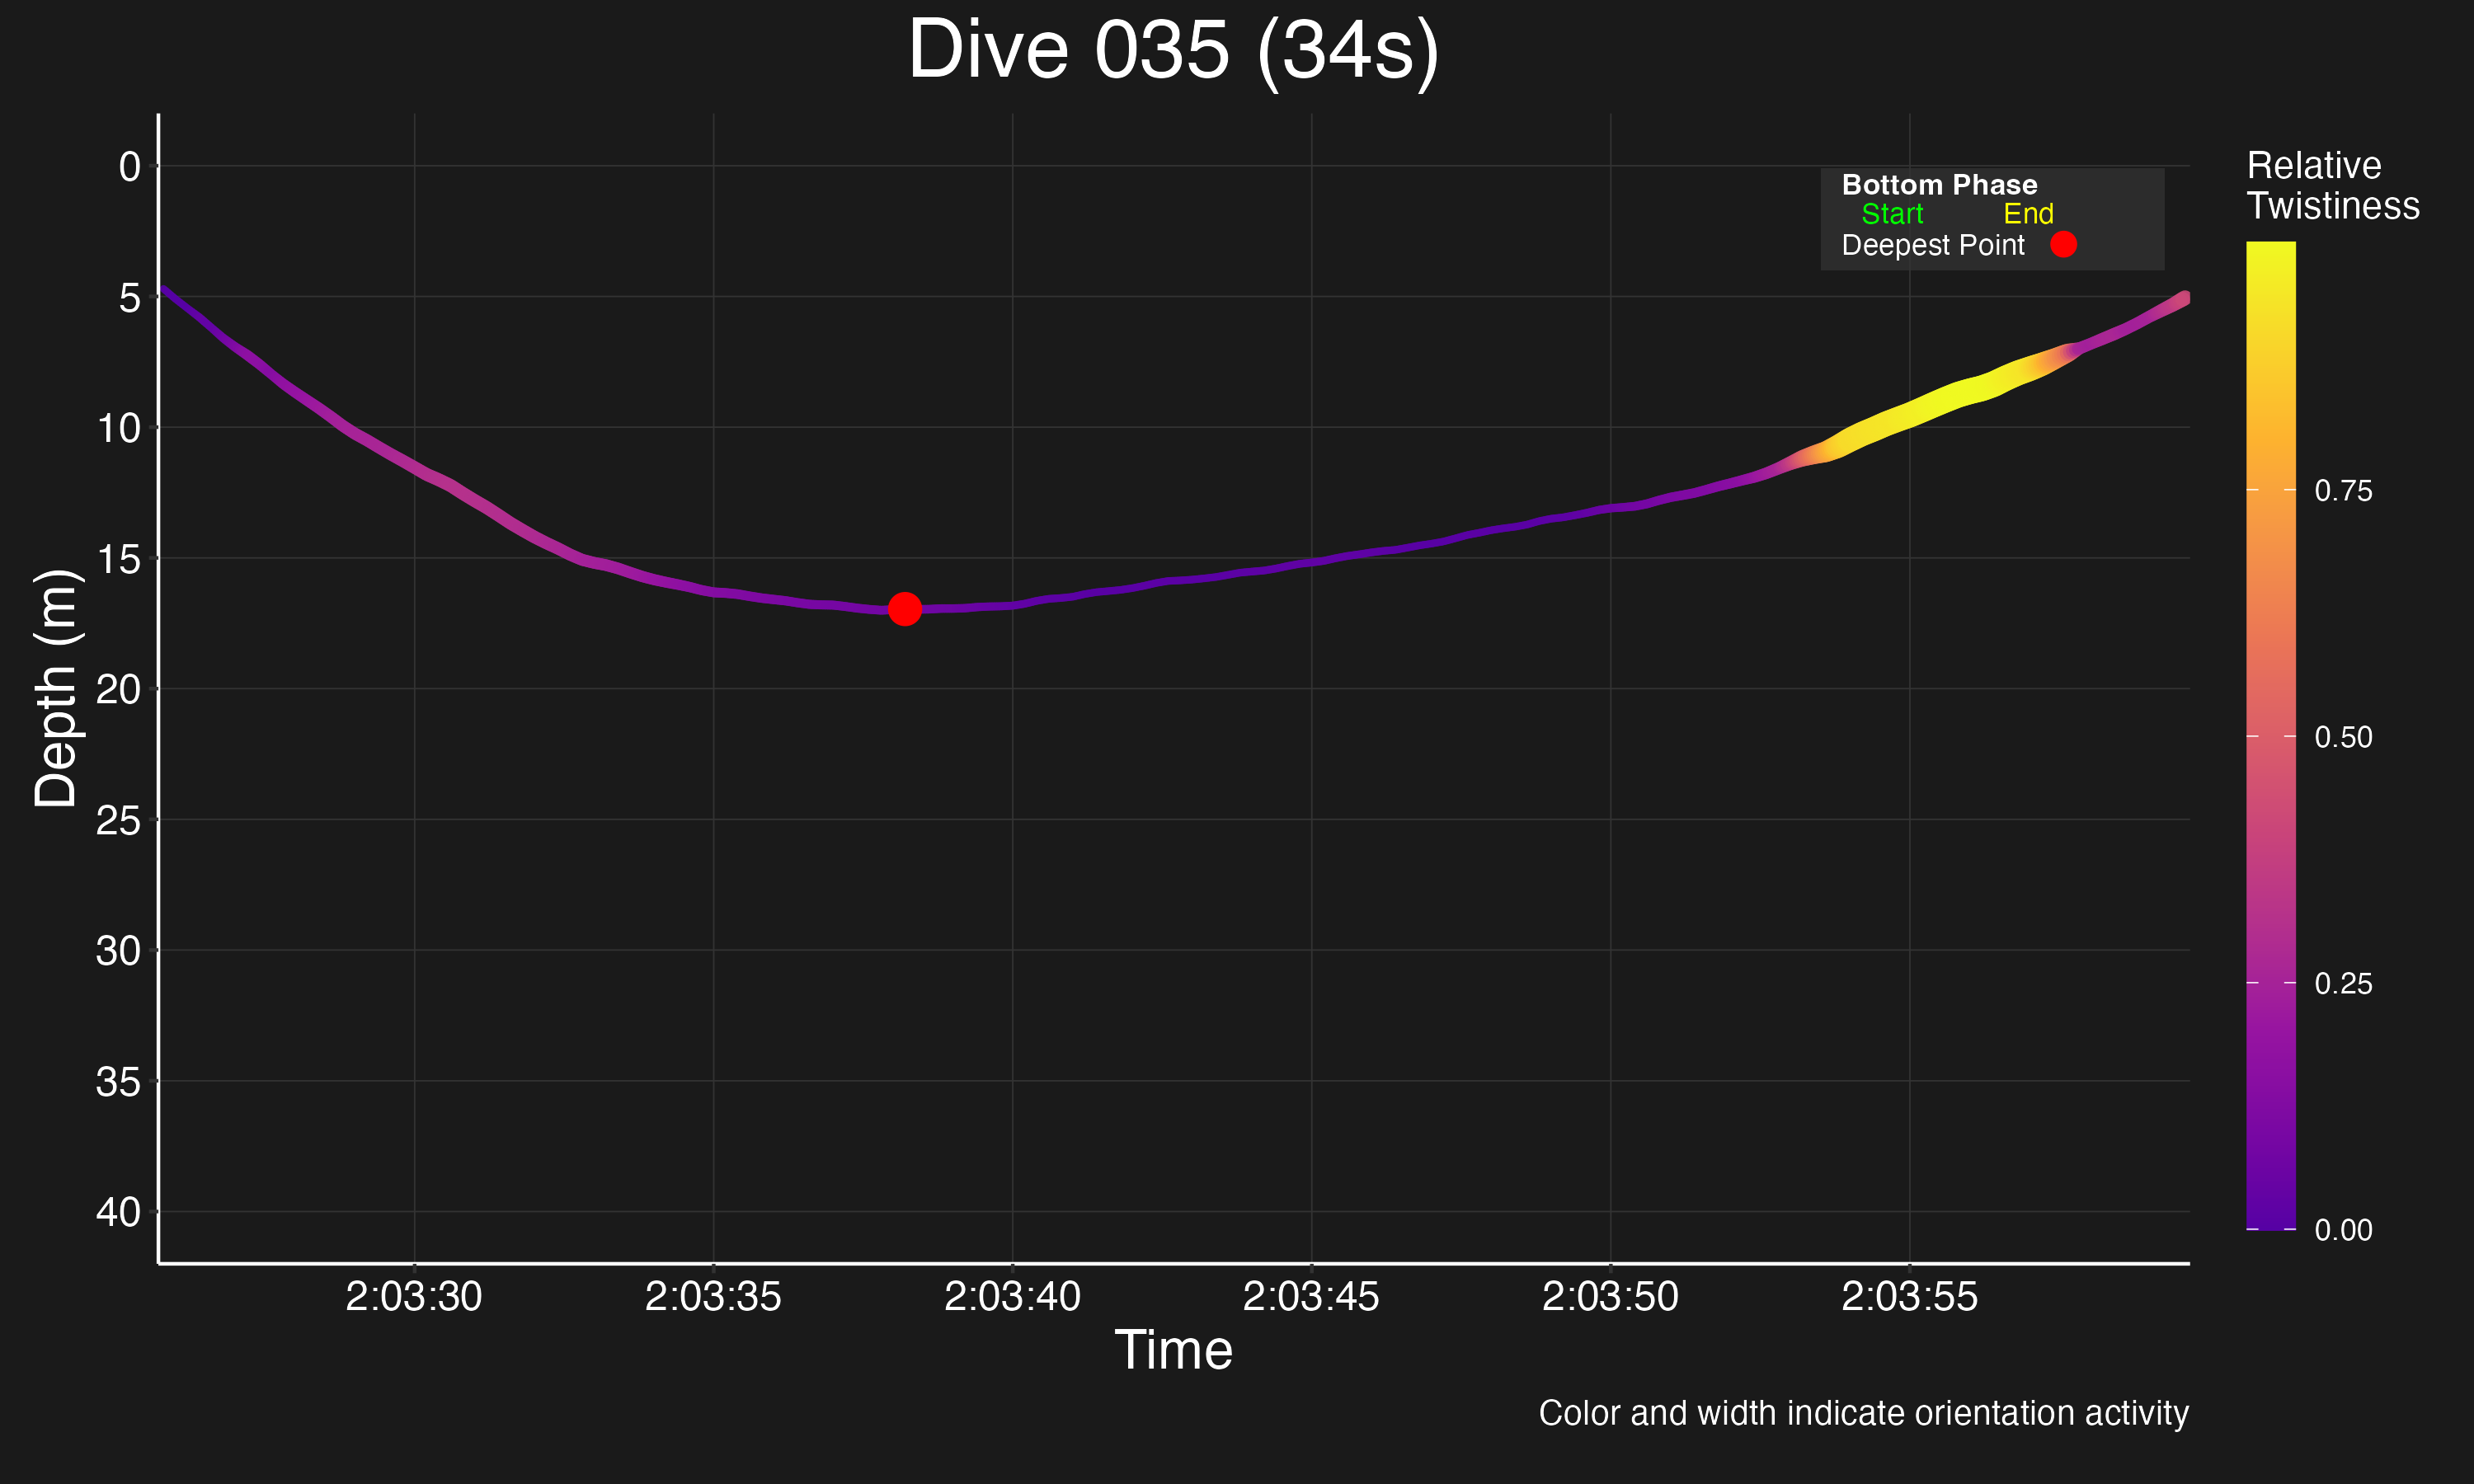 Dive 035 (34s)
Bottom Phase
Start End
Deepest Point
Relative
Twistiness
0.75
0.50
0.25
0.00
Depth (m)
0
5
10
15
20
25
30
35
40
2:03:30 2:03:35 2:03:40 2:03:45 2:03:50 2:03:55
Time
Color and width indicate orientation activity